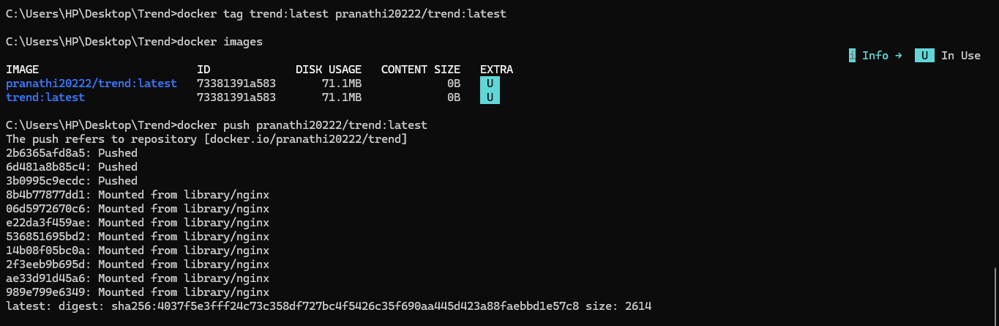 C:\Users\HP\Desktop\Trend>docker tag trend:latest pranathi20222/trend:latest
C:\Users\HP\Desktop\Trend>docker images
i Info → U In Use
IMAGE ID DISK USAGE CONTENT SIZE EXTRA
pranathi20222/trend:latest 73381391a583 71.1MB 0B U
trend:latest 73381391a583 71.1MB 0B U
C:\Users\HP\Desktop\Trend>docker push pranathi20222/trend:latest
The push refers to repository [docker.io/pranathi20222/trend]
2b6365afd8a5: Pushed
6d481a8b85c4: Pushed
3b0995c9ecdc: Pushed
8b4b77877dd1: Mounted from library/nginx
06d5972670c6: Mounted from library/nginx
e22da3f459ae: Mounted from library/nginx
536851695bd2: Mounted from library/nginx
14b08f05bc0a: Mounted from library/nginx
2f3eeb9b695d: Mounted from library/nginx
ae33d91d45a6: Mounted from library/nginx
989e799e6349: Mounted from library/nginx
latest: digest: sha256:4037f5e3fff24c73c358df727bc4f5426c35f690aa445d423a88faebbd1e57c8 size: 2614